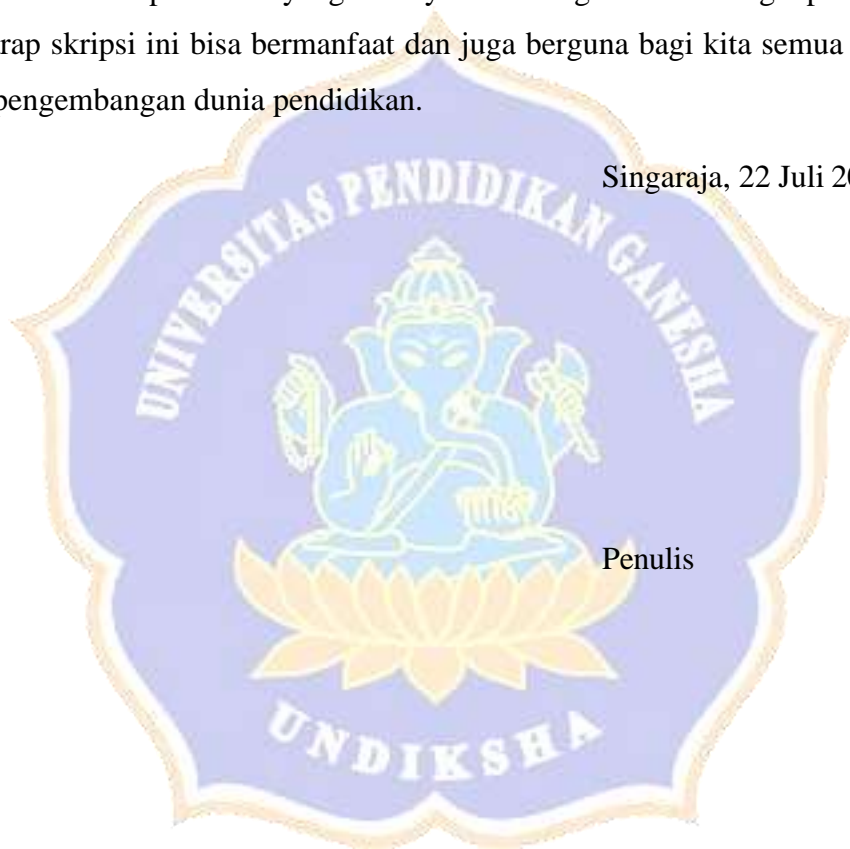 rap skripsi ini bisa bermanfaat dan juga berguna bagi kita semua
pengembangan dunia pendidikan.
Singaraja, 22 Juli 20
UNIVERSITAS PENDIDIKAN GANESHA
Penulis
UNDIKSHA